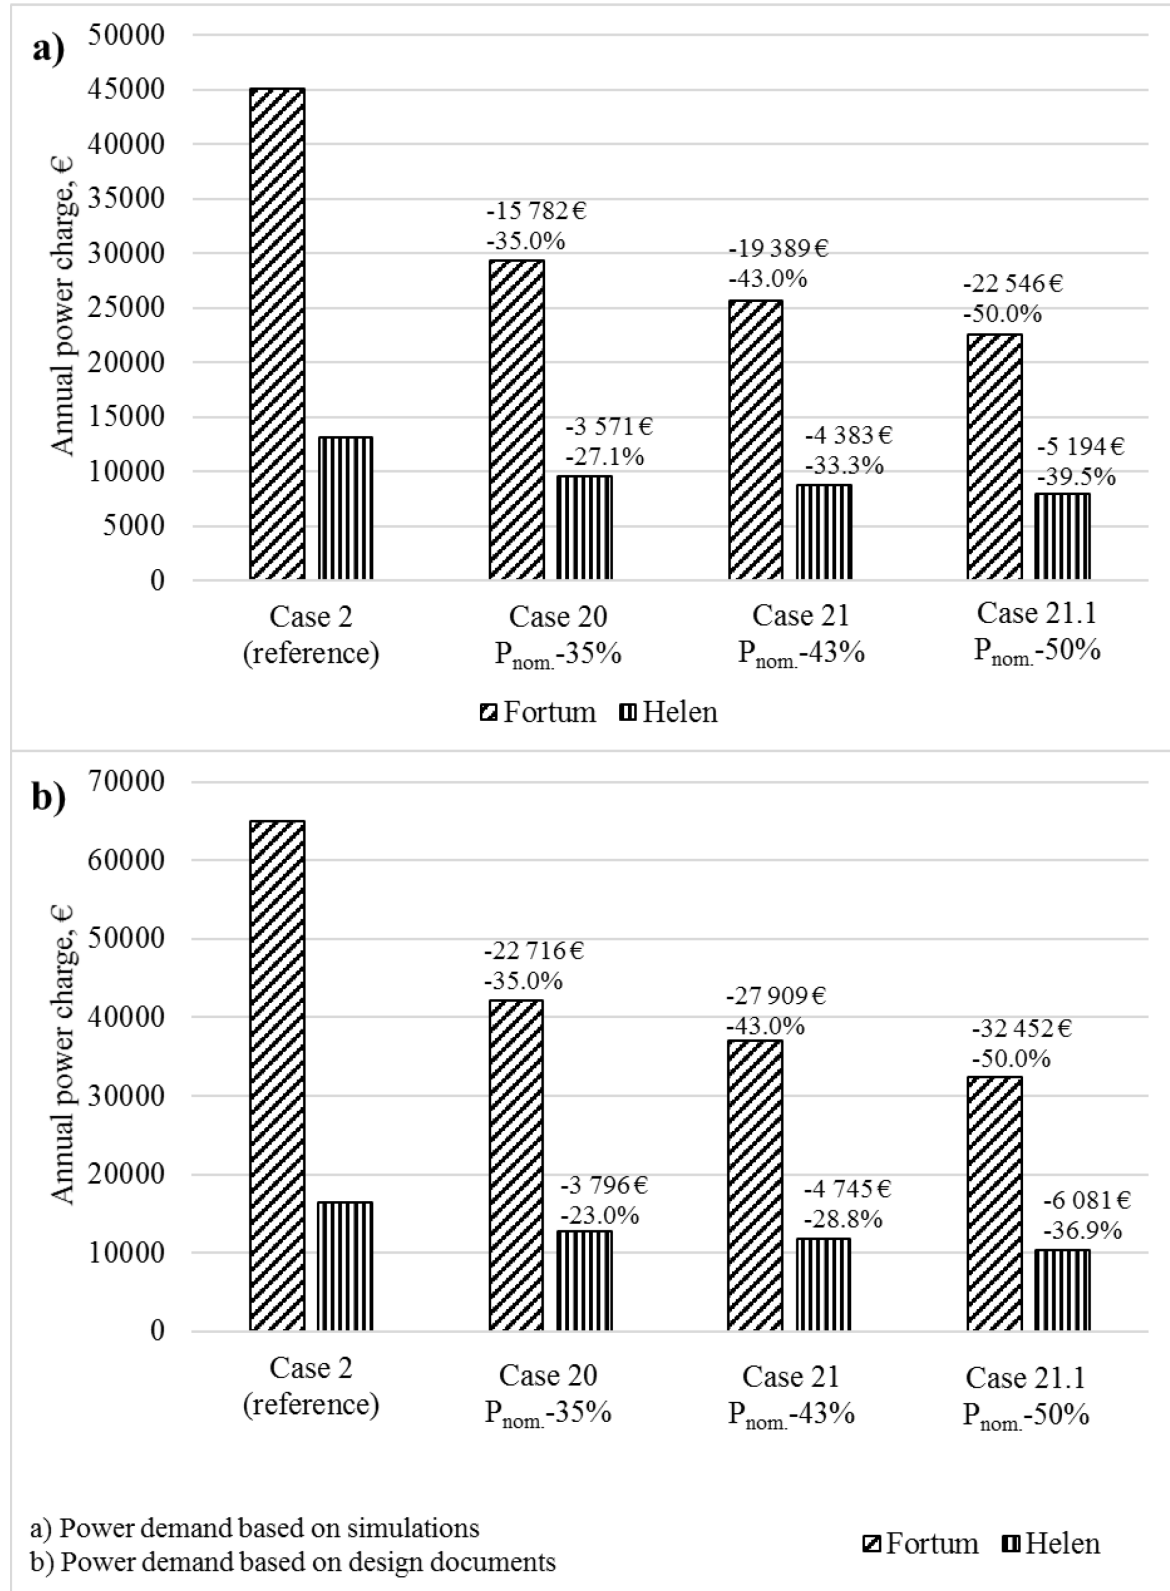 a)
50000
45000
40000
35000
30000
25000
20000
15000
10000
5000
0
Annual power charge, €
-15 782 €
-35.0%
-19 389 €
-43.0%
-22 546 €
-50.0%
-3 571 €
-27.1%
-4 383 €
-33.3%
-5 194 €
-39.5%
Case 2
(reference)
Case 20
Pnom.-35%
Case 21
Pnom.-43%
Case 21.1
Pnom.-50%
Fortum Helen
b)
70000
60000
50000
40000
30000
20000
10000
0
Annual power charge, €
-22 716 €
-35.0%
-27 909 €
-43.0%
-32 452 €
-50.0%
-3 796 €
-23.0%
-4 745 €
-28.8%
-6 081 €
-36.9%
Case 2
(reference)
Case 20
Pnom.-35%
Case 21
Pnom.-43%
Case 21.1
Pnom.-50%
a) Power demand based on simulations
b) Power demand based on design documents
Fortum Helen